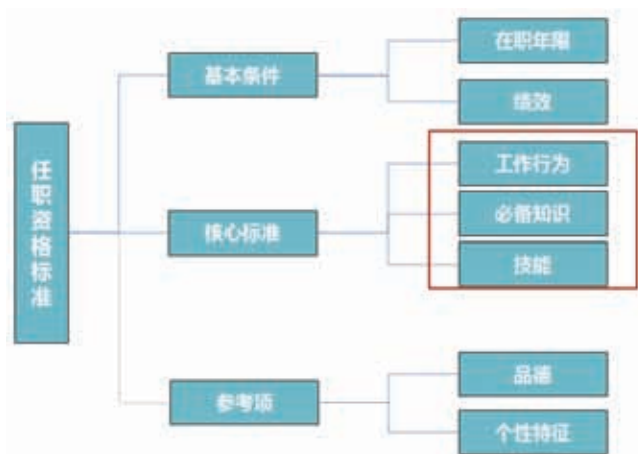 任职资格标准
基本条件
在职年限
绩效
核心标准
工作行为
必备知识
技能
参考项
品德
个性特征